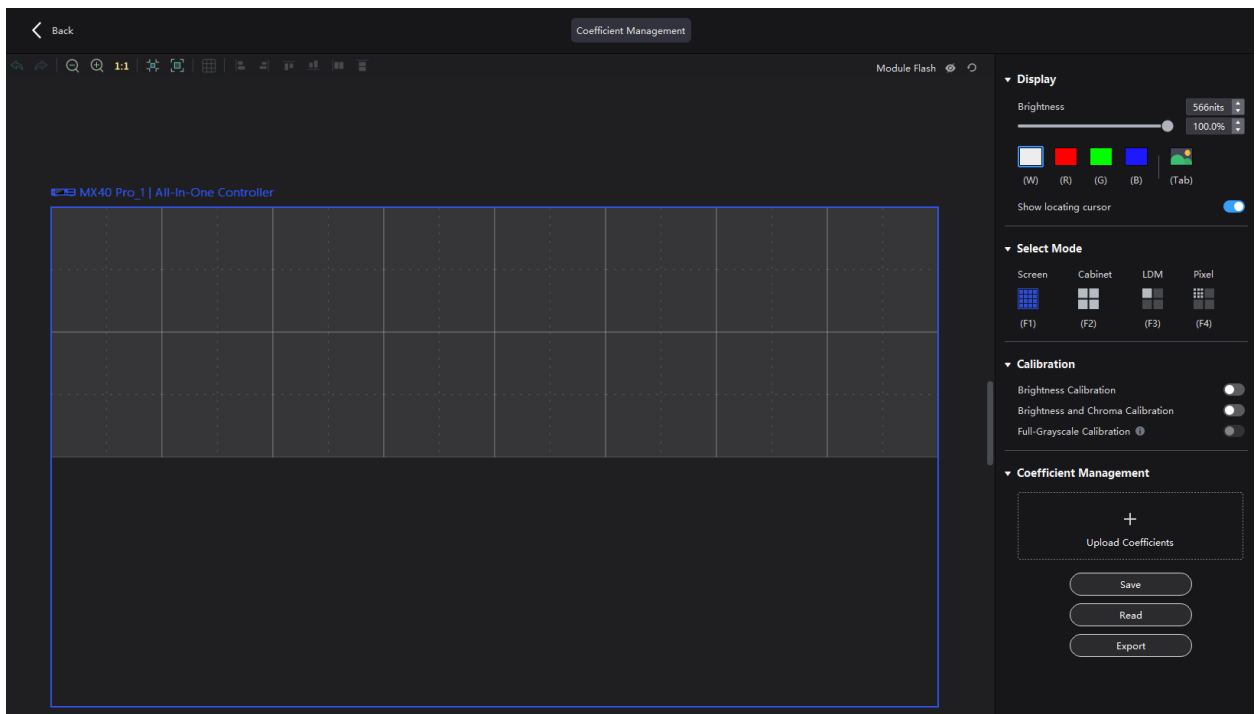 Back
Coefficient Management
1:1
Module Flash
MX40 Pro_1 | All-In-One Controller
Display
Brightness
566nits
100.0%
(W) (R) (G) (B) (Tab)
Show locating cursor
Select Mode
Screen Cabinet LDM Pixel
(F1) (F2) (F3) (F4)
Calibration
Brightness Calibration
Brightness and Chroma Calibration
Full-Grayscale Calibration
Coefficient Management
Upload Coefficients
Save
Read
Export